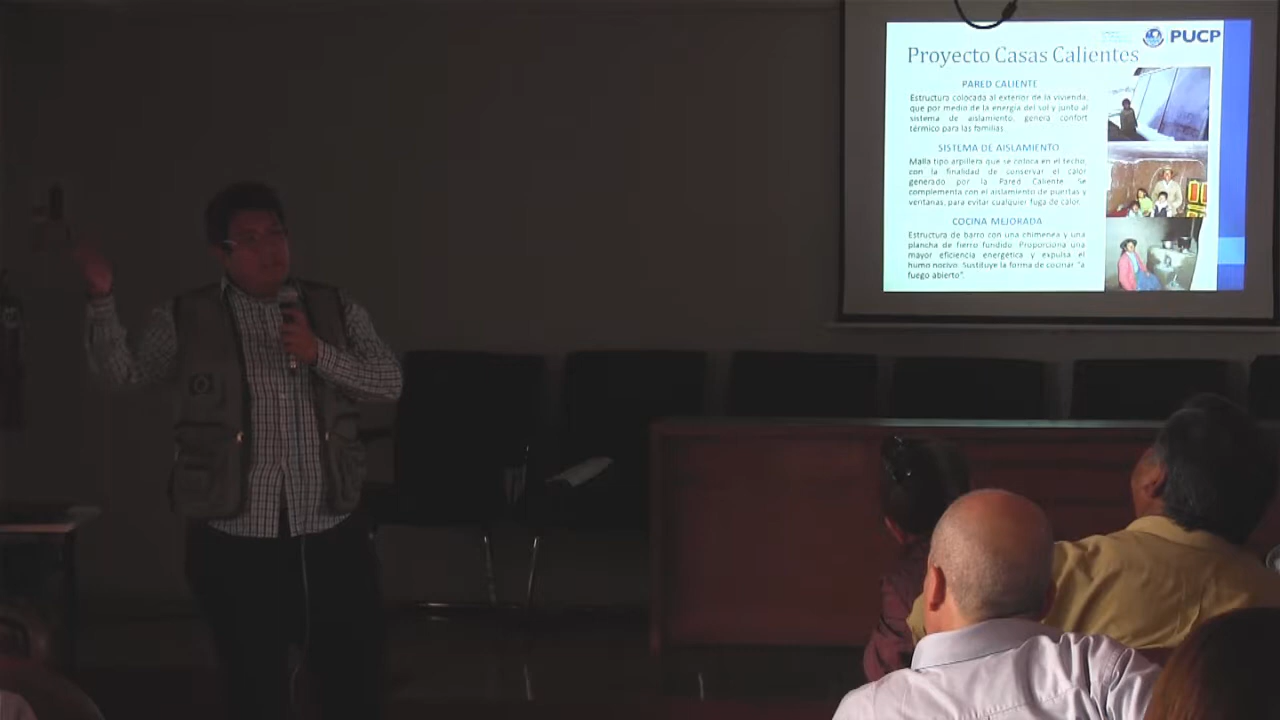 PUCP
Proyecto Casas Calientes
PARED CALIENTE
Estructura colocada al exterior de la vivienda,
que por medio de la energía del sol y junto al
sistema de aislamiento, genera confort
térmico para las familias.
SISTEMA DE AISLAMIENTO
Malla tipo arpillera que se coloca en el techo,
con la finalidad de conservar el calor
generado por la Pared Caliente. Se
complementa con el aislamiento de puertas y
ventanas, para evitar cualquier fuga de calor.
COCINA MEJORADA
Estructura de barro con una chimenea y una
plancha de fierro fundido. Proporciona una
mayor eficiencia energética y expulsa el
humo nocivo. Sustituye la forma de cocinar "a
fuego abierto".